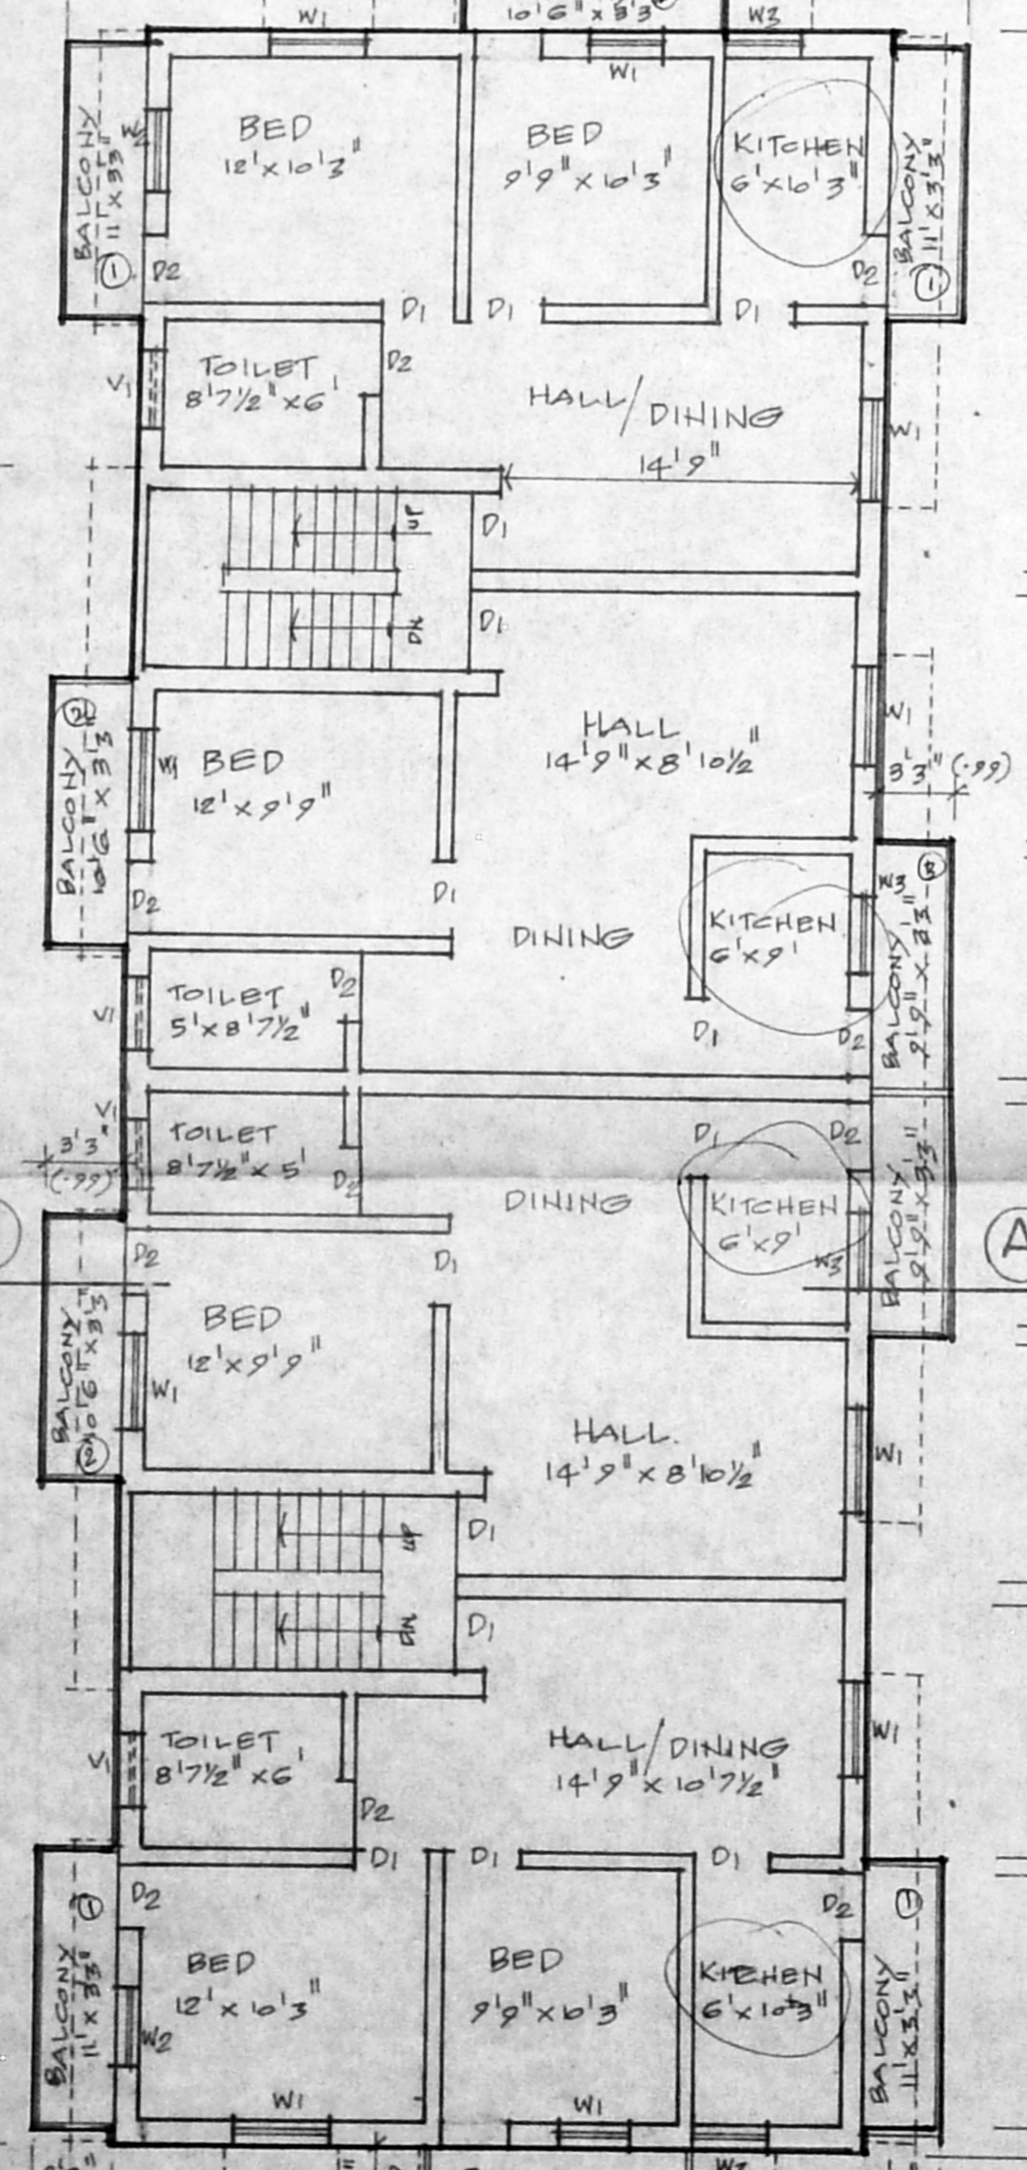 W1
10'6" x 3'3"
W3
W1
BED
12' x 10'3"
BED
9'9" x 10'3"
KITCHEN
6' x 10'3"
BALCONY
11' x 3'3"
1
W2
D2
BALCONY
11' x 3'3"
1
D2
D1
D1
D1
TOILET
8'7½" x 6'
V1
D2
HALL/DINING
14'9"
W1
UP
D1
DN
D1
HALL
14'9" x 8'10½"
W1
3'3" (.99)
2
BALCONY
10'6" x 3'3"
W1
BED
12' x 9'9"
D2
D1
DINING
KITCHEN
6' x 9'
W3
BALCONY
9'9" x 3'3"
D1
D2
TOILET
5' x 8'7½"
D2
V1
V1
3'3"
(.99)
TOILET
8'7½" x 5'
D2
D1
D2
DINING
KITCHEN
6' x 9'
W3
BALCONY
9'9" x 3'3"
A
D2
D1
BED
12' x 9'9"
W1
BALCONY
10'6" x 3'3"
2
HALL
14'9" x 8'10½"
W1
UP
D1
DN
D1
TOILET
8'7½" x 6'
V1
D2
HALL/DINING
14'9" x 10'7½"
W1
D1
D1
D1
D2
D2
1
BALCONY
11' x 3'3"
W2
BED
12' x 10'3"
BED
9'9" x 10'3"
KITCHEN
6' x 10'3"
1
BALCONY
11' x 3'3"
W1
W1